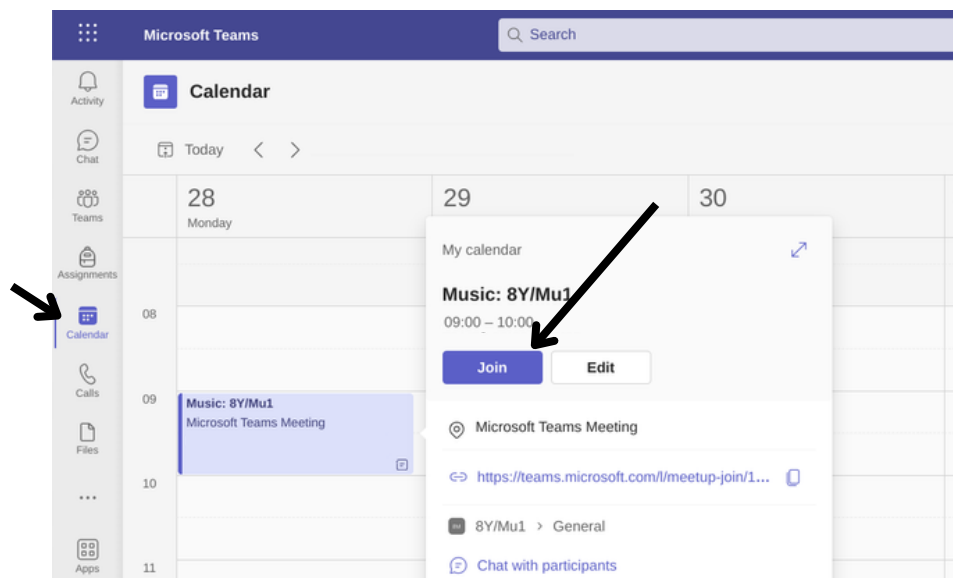 Microsoft Teams
Search
Activity
Chat
Teams
Assignments
Calendar
Calls
Files
Apps
Calendar
Today
28
Monday
29
30
08
09
10
11
Music: 8Y/Mu1
Microsoft Teams Meeting
My calendar
Music: 8Y/Mu1
09:00 – 10:00
Join
Edit
Microsoft Teams Meeting
https://teams.microsoft.com/l/meetup-join/1...
8Y/Mu1 > General
Chat with participants